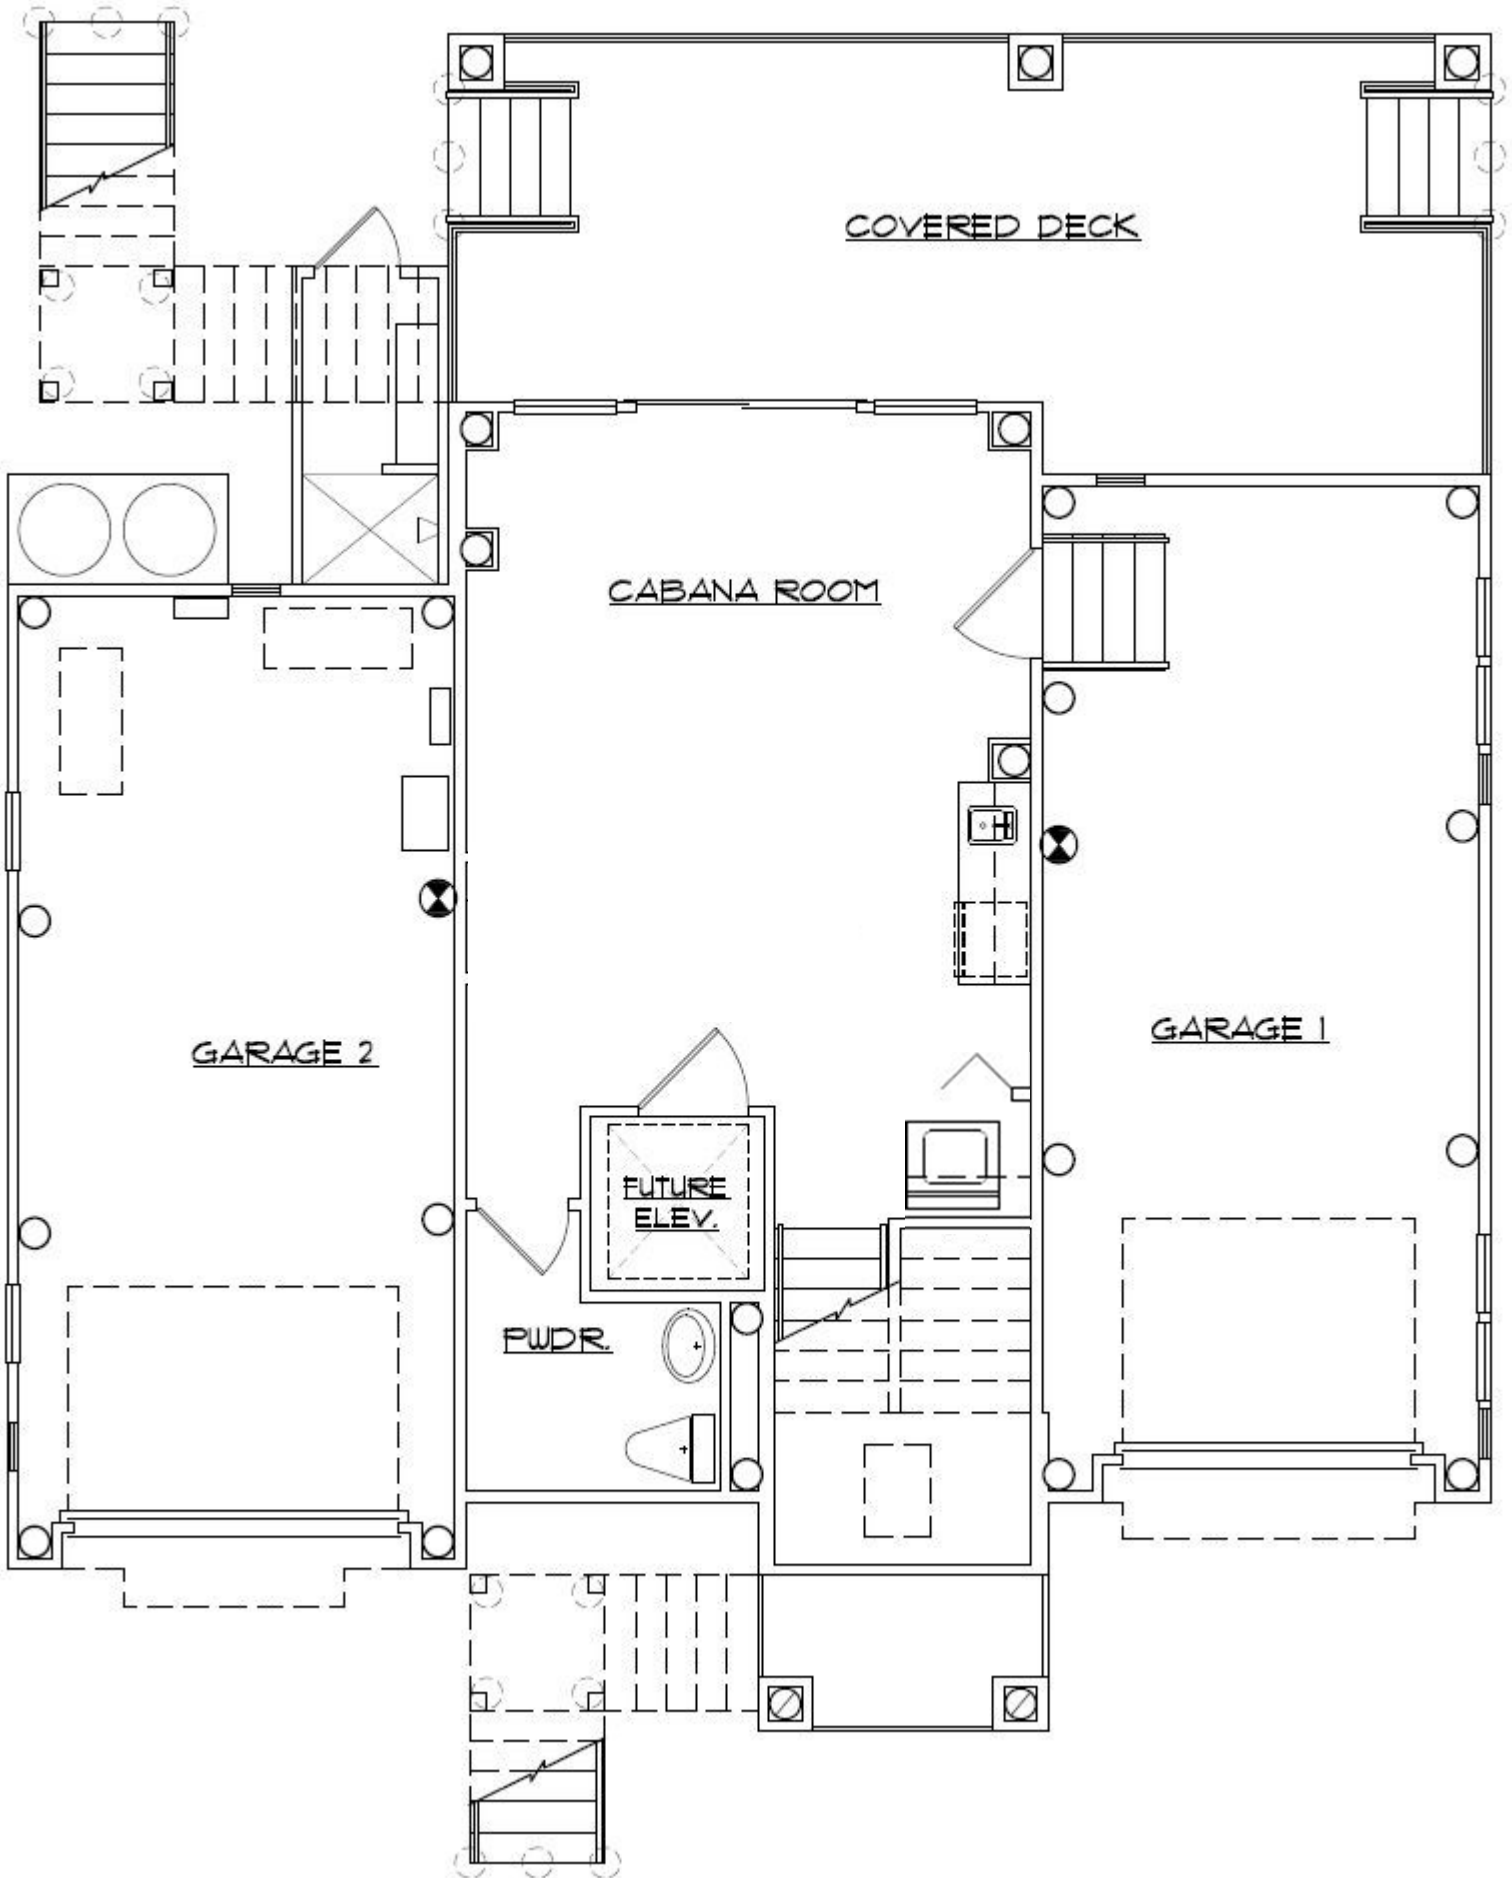 COVERED DECK
CABANA ROOM
GARAGE 1
GARAGE 2
FUTURE
ELEV.
PWDR.